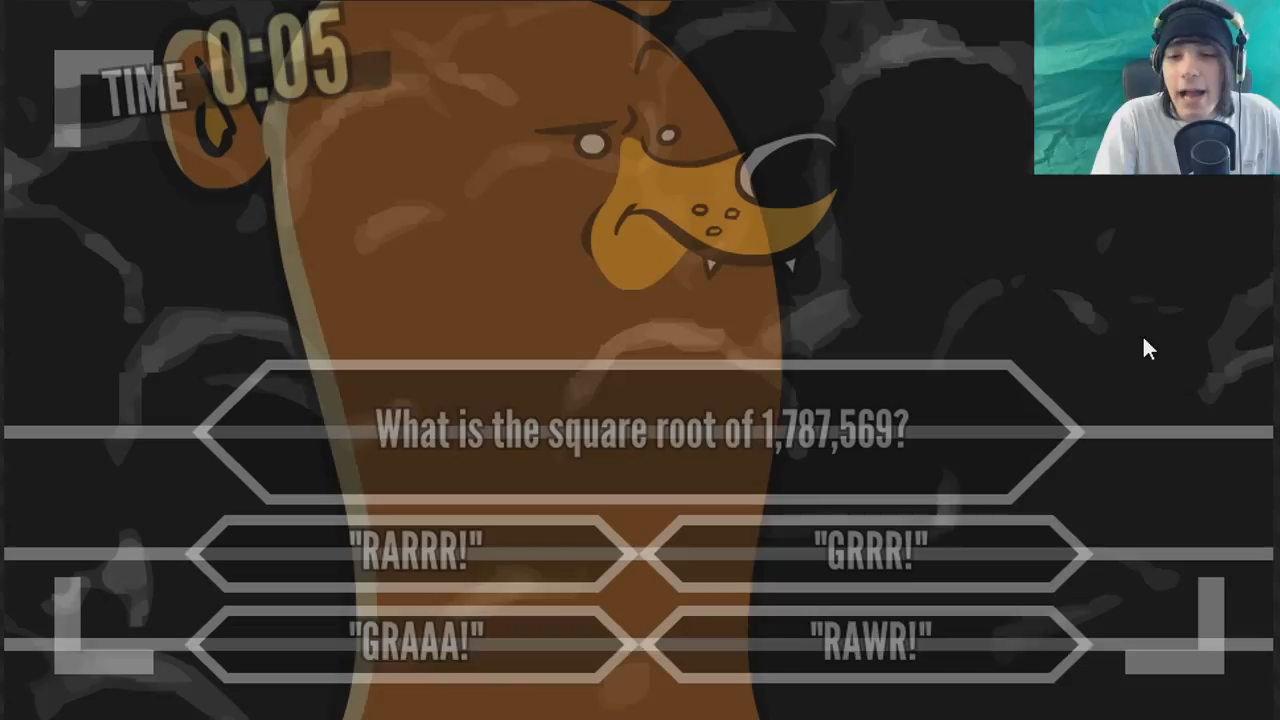 TIME 0:05
What is the square root of 1,787,569?
"RARRR!"
"GRRR!"
"GRAAA!"
"RAWR!"